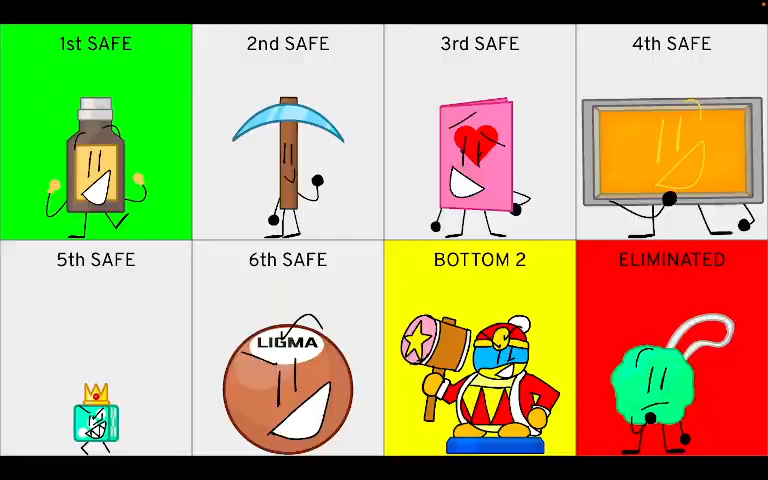 1st SAFE
2nd SAFE
3rd SAFE
4th SAFE
5th SAFE
6th SAFE
BOTTOM 2
ELIMINATED
LIGMA